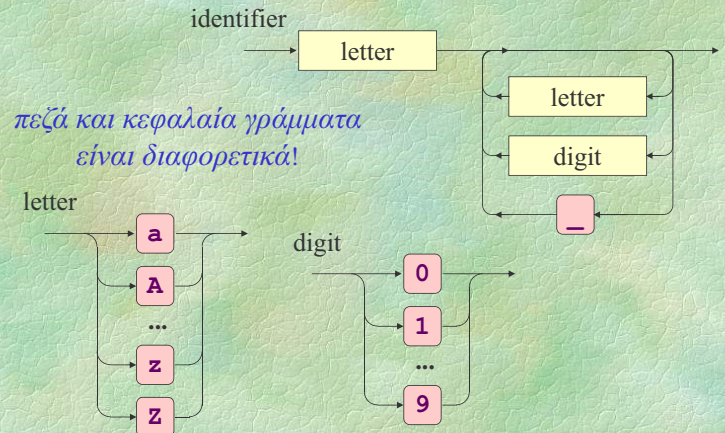 identifier
letter
letter
digit
_
πεζά και κεφαλαία γράμματα
είναι διαφορετικά!
letter
a
A
...
z
Z
digit
0
1
...
9